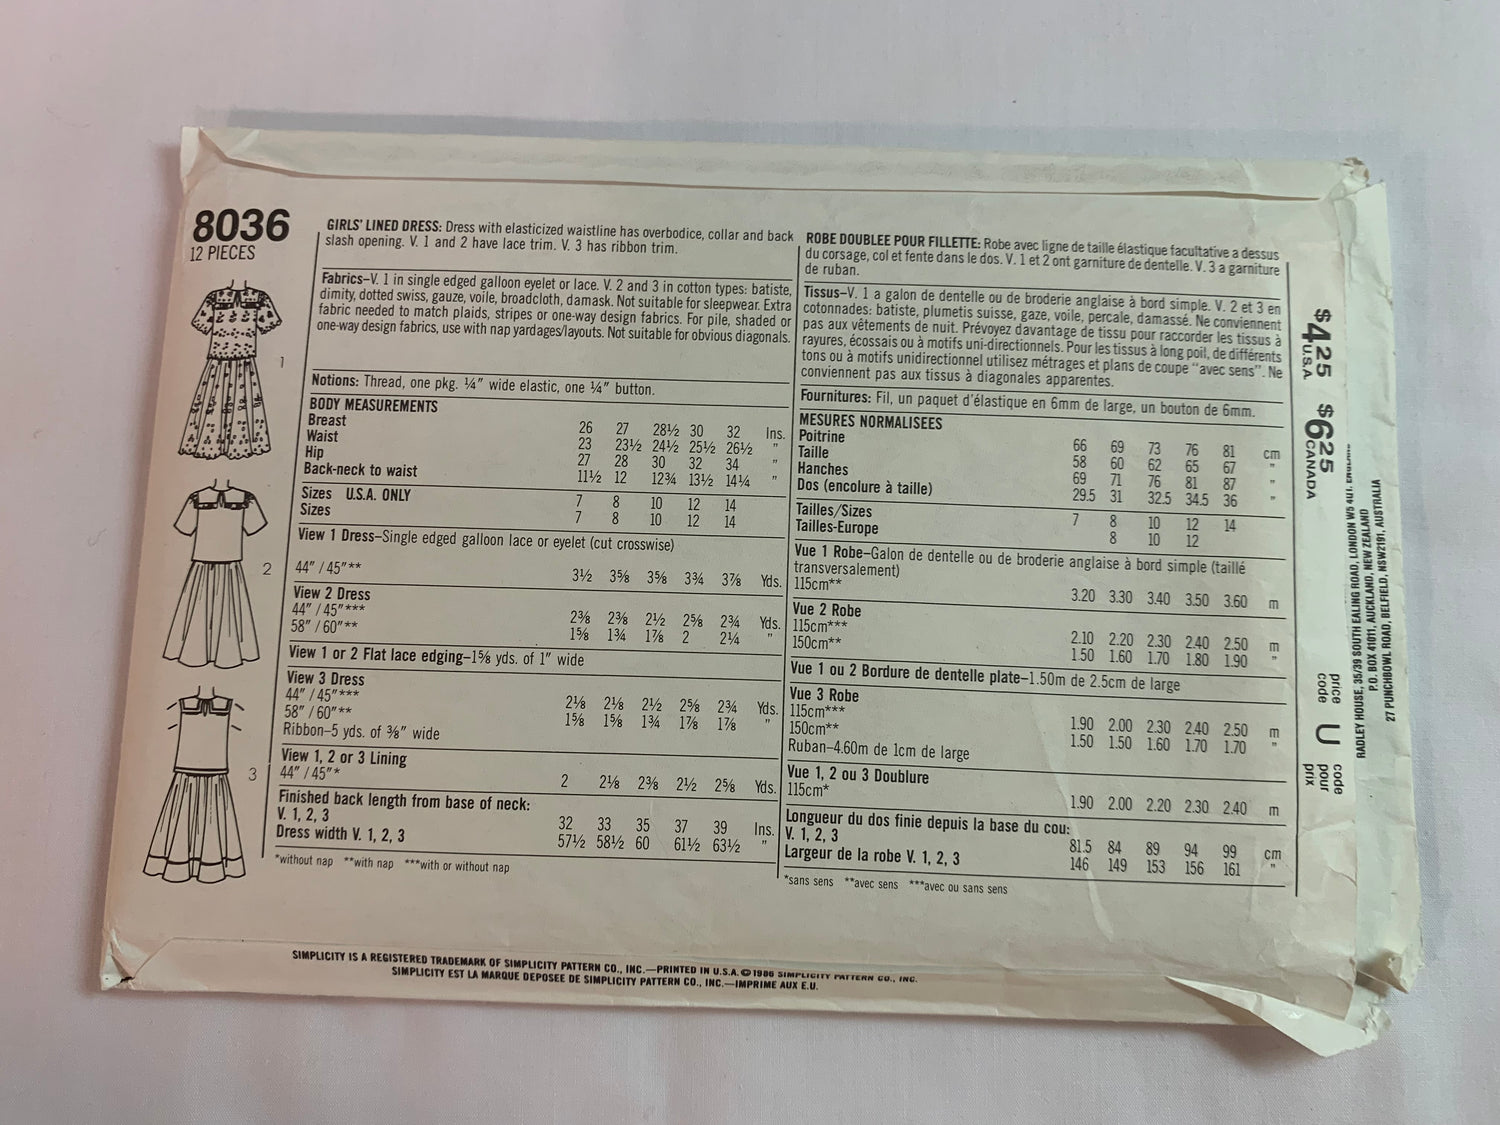 8036
12 PIECES
1
2
3
GIRLS' LINED DRESS: Dress with elasticized waistline has overbodice, collar and back
slash opening. V. 1 and 2 have lace trim. V. 3 has ribbon trim.
Fabrics–V. 1 in single edged galloon eyelet or lace. V. 2 and 3 in cotton types: batiste,
dimity, dotted swiss, gauze, voile, broadcloth, damask. Not suitable for sleepwear. Extra
fabric needed to match plaids, stripes or one-way design fabrics. For pile, shaded or
one-way design fabrics, use with nap yardages/layouts. Not suitable for obvious diagonals.
Notions: Thread, one pkg. ¼" wide elastic, one ¼" button.
BODY MEASUREMENTS
Breast 26 27 28½ 30 32 Ins.
Waist 23 23½ 24½ 25½ 26½ "
Hip 27 28 30 32 34 "
Back-neck to waist 11½ 12 12¾ 13½ 14¼ "
Sizes U.S.A. ONLY 7 8 10 12 14
Sizes 7 8 10 12 14
View 1 Dress–Single edged galloon lace or eyelet (cut crosswise)
44" / 45"** 3½ 3⅝ 3⅝ 3¾ 3⅞ Yds.
View 2 Dress
44" / 45"*** 2⅜ 2⅜ 2½ 2⅝ 2¾ Yds.
58" / 60"** 1⅝ 1¾ 1⅞ 2 2¼ "
View 1 or 2 Flat lace edging–1⅝ yds. of 1" wide
View 3 Dress
44" / 45"*** 2⅛ 2⅛ 2½ 2⅝ 2¾ Yds.
58" / 60"** 1⅝ 1⅝ 1¾ 1⅞ 1⅞ "
Ribbon–5 yds. of ⅜" wide
View 1, 2 or 3 Lining
44" / 45"* 2 2⅛ 2⅜ 2½ 2⅝ Yds.
Finished back length from base of neck:
V. 1, 2, 3 32 33 35 37 39 Ins.
Dress width V. 1, 2, 3 57½ 58½ 60 61½ 63½ "
*without nap **with nap ***with or without nap
ROBE DOUBLEE POUR FILLETTE: Robe avec ligne de taille élastique facultative a dessus
du corsage, col et fente dans le dos. V. 1 et 2 ont garniture de dentelle. V. 3 a garniture
de ruban.
Tissus–V. 1 a galon de dentelle ou de broderie anglaise à bord simple. V. 2 et 3 en
cotonnades: batiste, plumetis suisse, gaze, voile, percale, damassé. Ne conviennent
pas aux vêtements de nuit. Prévoyez davantage de tissu pour raccorder les tissus à
rayures, écossais ou à motifs uni-directionnels. Pour les tissus à long poil, de différents
tons ou à motifs unidirectionnel utilisez métrages et plans de coupe "avec sens". Ne
conviennent pas aux tissus à diagonales apparentes.
Fournitures: Fil, un paquet d'élastique en 6mm de large, un bouton de 6mm.
MESURES NORMALISEES
Poitrine 66 69 73 76 81 cm
Taille 58 60 62 65 67 "
Hanches 69 71 76 81 87 "
Dos (encolure à taille) 29.5 31 32.5 34.5 36 "
Tailles/Sizes 7 8 10 12 14
Tailles-Europe 8 10 12
Vue 1 Robe–Galon de dentelle ou de broderie anglaise à bord simple (taillé
transversalement)
115cm** 3.20 3.30 3.40 3.50 3.60 m
Vue 2 Robe
115cm*** 2.10 2.20 2.30 2.40 2.50 m
150cm** 1.50 1.60 1.70 1.80 1.90 "
Vue 1 ou 2 Bordure de dentelle plate–1.50m de 2.5cm de large
Vue 3 Robe
115cm*** 1.90 2.00 2.30 2.40 2.50 m
150cm** 1.50 1.50 1.60 1.70 1.70 "
Ruban–4.60m de 1cm de large
Vue 1, 2 ou 3 Doublure
115cm* 1.90 2.00 2.20 2.30 2.40 m
Longueur du dos finie depuis la base du cou:
V. 1, 2, 3 81.5 84 89 94 99 cm
Largeur de la robe V. 1, 2, 3 146 149 153 156 161 "
*sans sens **avec sens ***avec ou sans sens
$4.25 U.S.A. $6.25 CANADA
price code U code pour prix
RADLEY HOUSE, 35/39 SOUTH EALING ROAD, LONDON W5 4QT,
P.O. BOX 41011, AUCKLAND, NEW ZEALAND
27 PUNCHBOWL ROAD, BELFIELD, NSW2191, AUSTRALIA
SIMPLICITY IS A REGISTERED TRADEMARK OF SIMPLICITY PATTERN CO., INC.—PRINTED IN U.S.A. © 1986 SIMPLICITY PATTERN CO., INC.
SIMPLICITY EST LA MARQUE DEPOSEE DE SIMPLICITY PATTERN CO., INC.—IMPRIME AUX E.U.